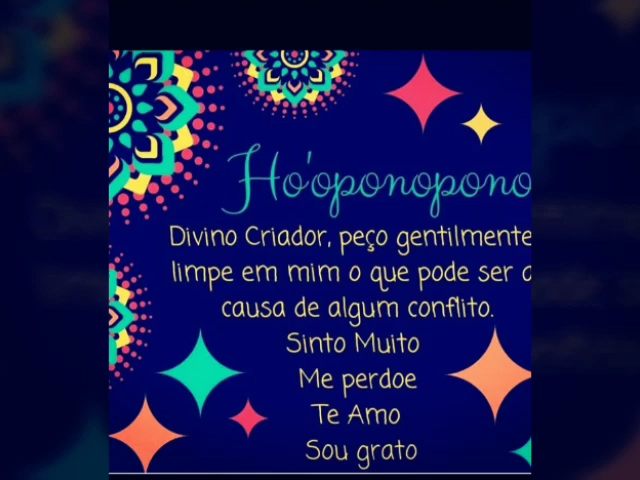 Ho'oponopono
Divino Criador, peço gentilmente
limpe em mim o que pode ser a
causa de algum conflito.
Sinto Muito
Me perdoe
Te Amo
Sou grato